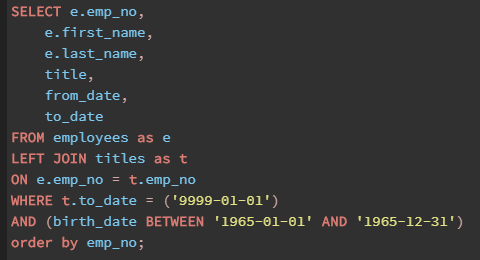 SELECT e.emp_no,
    e.first_name,
    e.last_name,
    title,
    from_date,
    to_date
FROM employees as e
LEFT JOIN titles as t
ON e.emp_no = t.emp_no
WHERE t.to_date = ('9999-01-01')
AND (birth_date BETWEEN '1965-01-01' AND '1965-12-31')
order by emp_no;